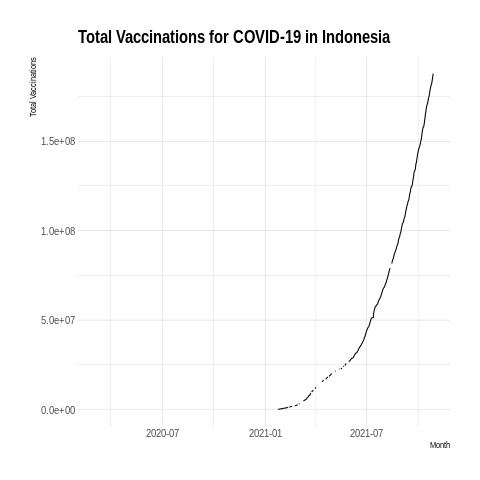 Total Vaccinations for COVID-19 in Indonesia
Total Vaccinations
1.5e+08
1.0e+08
5.0e+07
0.0e+00
2020-07 2021-01 2021-07
Month